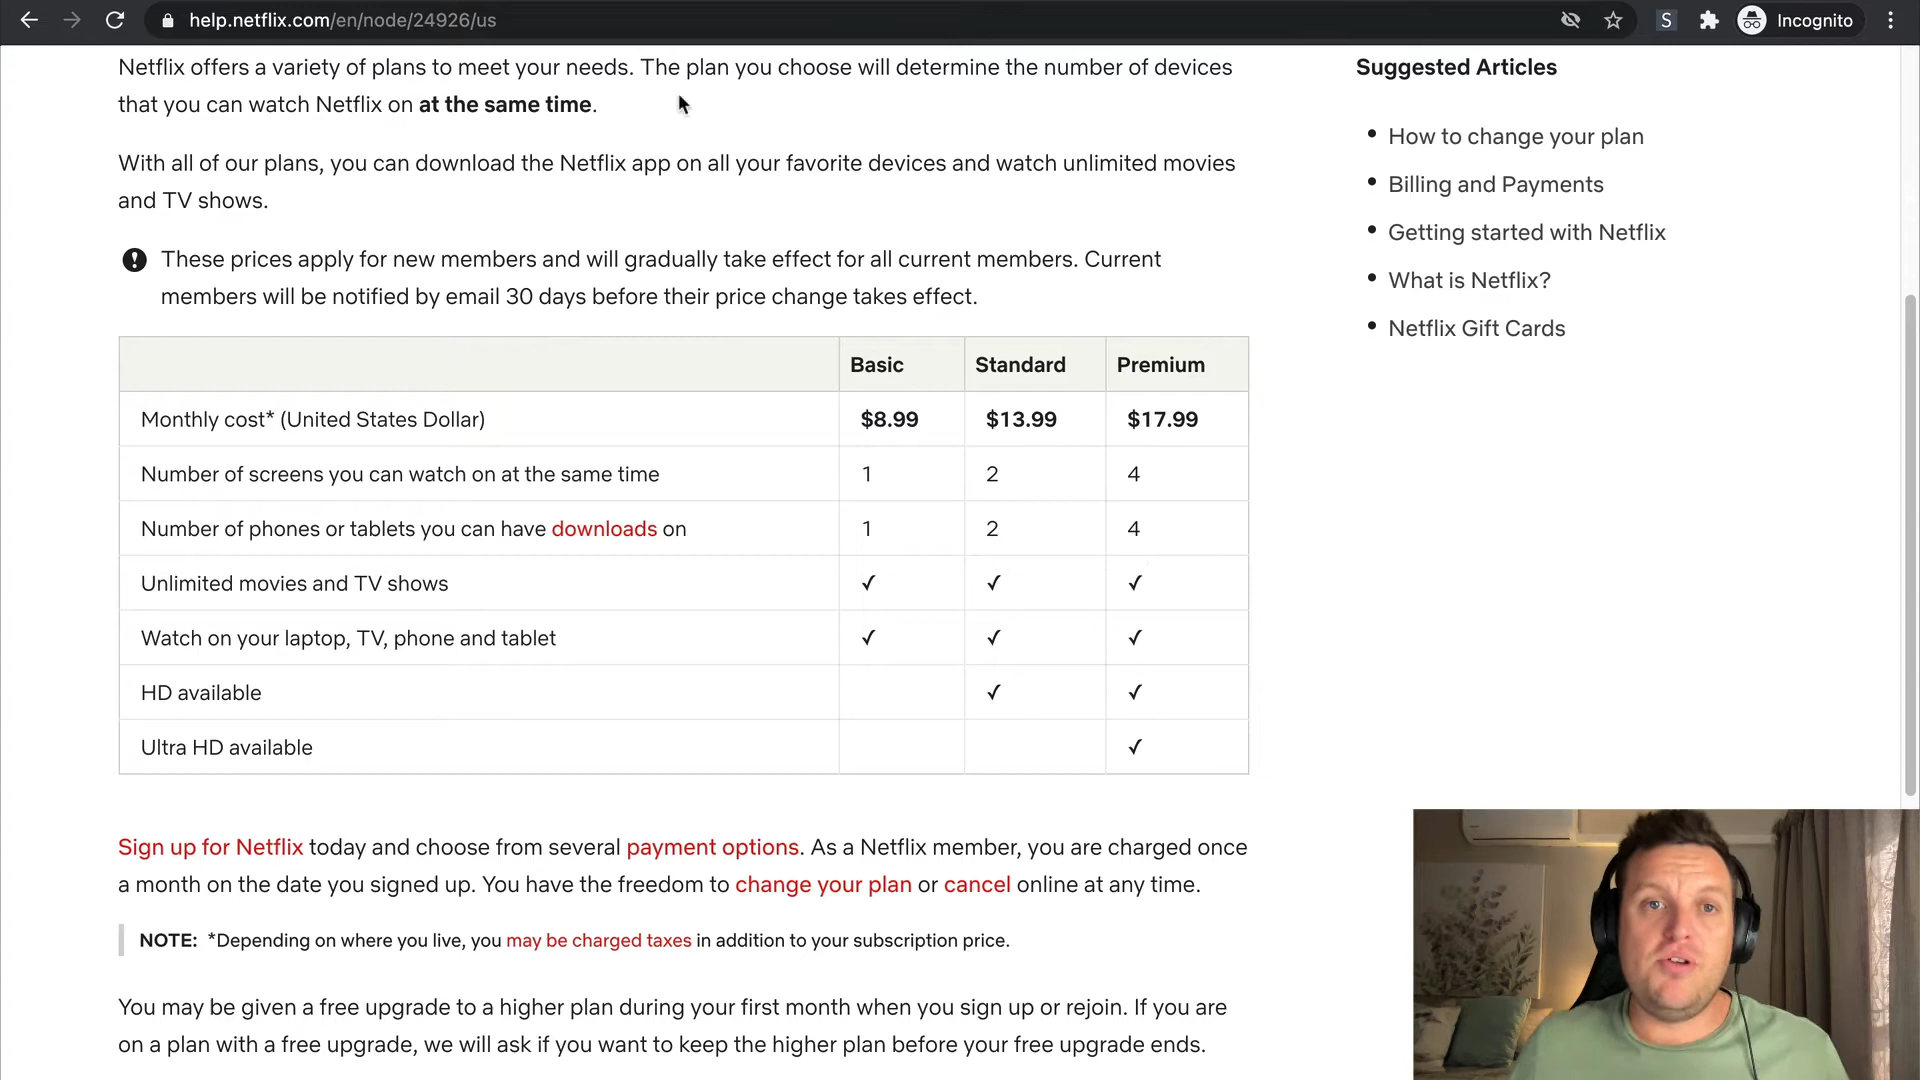 help.netflix.com/en/node/24926/us
S
Incognito
Netflix offers a variety of plans to meet your needs. The plan you choose will determine the number of devices
that you can watch Netflix on at the same time.
With all of our plans, you can download the Netflix app on all your favorite devices and watch unlimited movies
and TV shows.
These prices apply for new members and will gradually take effect for all current members. Current
members will be notified by email 30 days before their price change takes effect.
Basic Standard Premium
Monthly cost* (United States Dollar) $8.99 $13.99 $17.99
Number of screens you can watch on at the same time 1 2 4
Number of phones or tablets you can have downloads on 1 2 4
Unlimited movies and TV shows ✓ ✓ ✓
Watch on your laptop, TV, phone and tablet ✓ ✓ ✓
HD available ✓ ✓
Ultra HD available ✓
Sign up for Netflix today and choose from several payment options. As a Netflix member, you are charged once
a month on the date you signed up. You have the freedom to change your plan or cancel online at any time.
NOTE: *Depending on where you live, you may be charged taxes in addition to your subscription price.
You may be given a free upgrade to a higher plan during your first month when you sign up or rejoin. If you are
on a plan with a free upgrade, we will ask if you want to keep the higher plan before your free upgrade ends.
Suggested Articles
• How to change your plan
• Billing and Payments
• Getting started with Netflix
• What is Netflix?
• Netflix Gift Cards